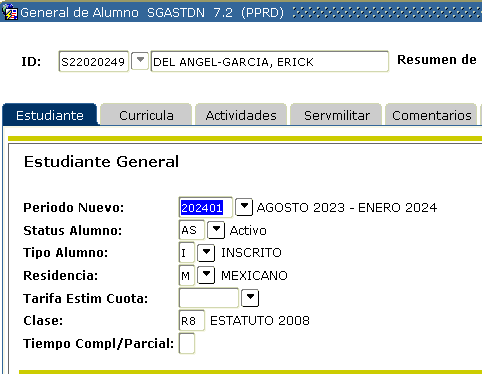 General de Alumno SGASTDN 7.2 (PPRD)
ID: S22020249 DEL ANGEL-GARCIA, ERICK Resumen de
Estudiante Curricula Actividades Servmilitar Comentarios
Estudiante General
Periodo Nuevo: 202401 AGOSTO 2023 - ENERO 2024
Status Alumno: AS Activo
Tipo Alumno: I INSCRITO
Residencia: M MEXICANO
Tarifa Estim Cuota:
Clase: R8 ESTATUTO 2008
Tiempo Compl/Parcial: